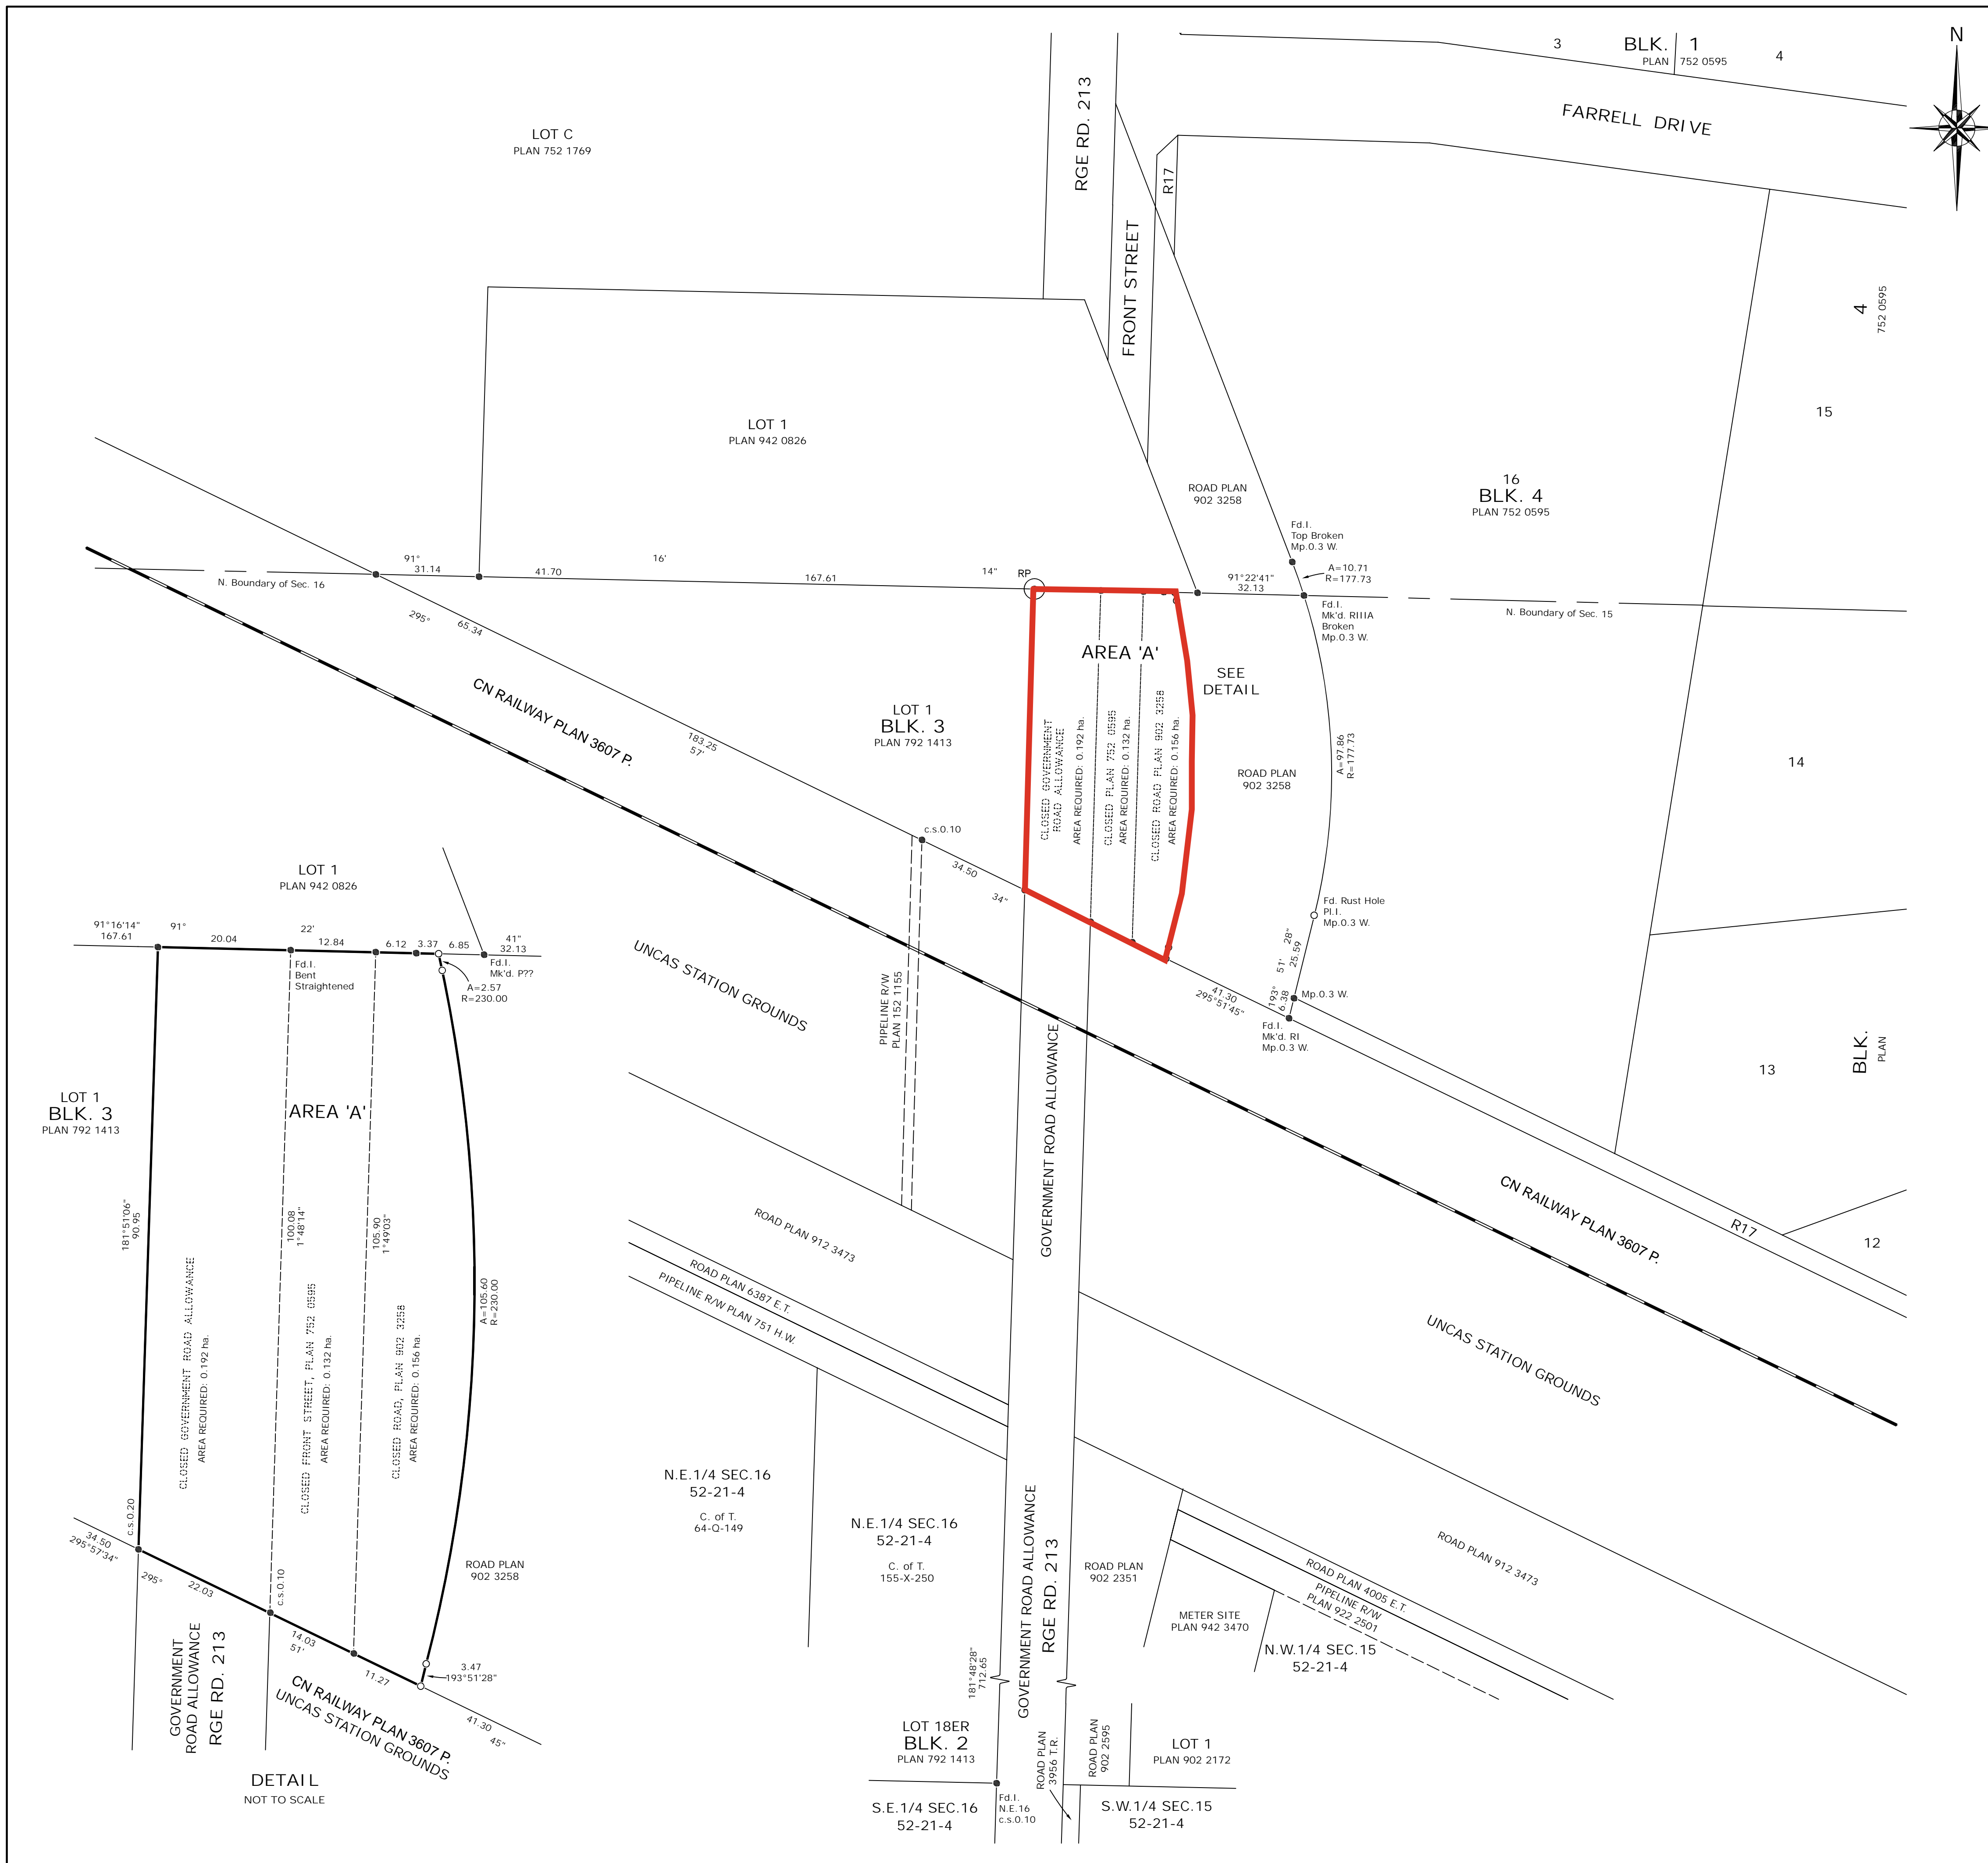 N
3
BLK. 1
PLAN 752 0595
4
FARRELL DRIVE
RGE RD. 213
R17
FRONT STREET
LOT C
PLAN 752 1769
4
752 0595
15
LOT 1
PLAN 942 0826
ROAD PLAN
902 3258
16
BLK. 4
PLAN 752 0595
Fd.I.
Top Broken
Mp.0.3 W.
A=10.71
R=177.73
91°
31.14
41.70
16'
167.61
14"
RP
91°22'41"
32.13
N. Boundary of Sec. 16
Fd.I.
Mk'd. RIIIA
Broken
Mp.0.3 W.
N. Boundary of Sec. 15
295°
65.34
AREA 'A'
SEE
DETAIL
CN RAILWAY PLAN 3607 P.
183.25
57'
LOT 1
BLK. 3
PLAN 792 1413
CLOSED GOVERNMENT
ROAD ALLOWANCE
AREA REQUIRED: 0.192 ha.
CLOSED PLAN 752 0595
AREA REQUIRED: 0.132 ha.
CLOSED ROAD PLAN 902 3258
AREA REQUIRED: 0.156 ha.
ROAD PLAN
902 3258
A=97.86
R=177.73
14
c.s.0.10
34.50
34"
Fd. Rust Hole
Pl.I.
Mp.0.3 W.
193° 51' 28"
25.59
6.38
Mp.0.3 W.
41.30
295°51'45"
Fd.I.
Mk'd. RI
Mp.0.3 W.
UNCAS STATION GROUNDS
PIPELINE R/W
PLAN 152 1155
GOVERNMENT ROAD ALLOWANCE
13
BLK.
PLAN
CN RAILWAY PLAN 3607 P.
R17
12
UNCAS STATION GROUNDS
ROAD PLAN 912 3473
ROAD PLAN 6387 E.T.
PIPELINE R/W PLAN 751 H.W.
N.E.1/4 SEC.16
52-21-4
C. of T.
64-Q-149
N.E.1/4 SEC.16
52-21-4
C. of T.
155-X-250
GOVERNMENT ROAD ALLOWANCE
RGE RD. 213
181°48'28"
712.65
ROAD PLAN
902 2351
ROAD PLAN 912 3473
ROAD PLAN 4005 E.T.
PIPELINE R/W
PLAN 922 2501
METER SITE
PLAN 942 3470
N.W.1/4 SEC.15
52-21-4
LOT 18ER
BLK. 2
PLAN 792 1413
ROAD PLAN
3956 T.R.
ROAD PLAN
902 2595
LOT 1
PLAN 902 2172
S.E.1/4 SEC.16
52-21-4
Fd.I.
N.E.16
c.s.0.10
S.W.1/4 SEC.15
52-21-4
LOT 1
PLAN 942 0826
91°16'14"
167.61
91°
20.04
22'
12.84
6.12
3.37
6.85
41"
32.13
Fd.I.
Bent
Straightened
Fd.I.
Mk'd. P??
A=2.57
R=230.00
LOT 1
BLK. 3
PLAN 792 1413
AREA 'A'
181°51'06"
90.95
100.08
1°48'14"
105.90
1°49'03"
A=105.60
R=230.00
CLOSED GOVERNMENT ROAD ALLOWANCE
AREA REQUIRED: 0.192 ha.
CLOSED FRONT STREET, PLAN 752 0595
AREA REQUIRED: 0.132 ha.
CLOSED ROAD, PLAN 902 3258
AREA REQUIRED: 0.156 ha.
c.s.0.20
34.50
295°57'34"
295°
22.03
c.s.0.10
14.03
51'
11.27
3.47
193°51'28"
41.30
45"
ROAD PLAN
902 3258
GOVERNMENT
ROAD ALLOWANCE
RGE RD. 213
CN RAILWAY PLAN 3607 P.
UNCAS STATION GROUNDS
DETAIL
NOT TO SCALE